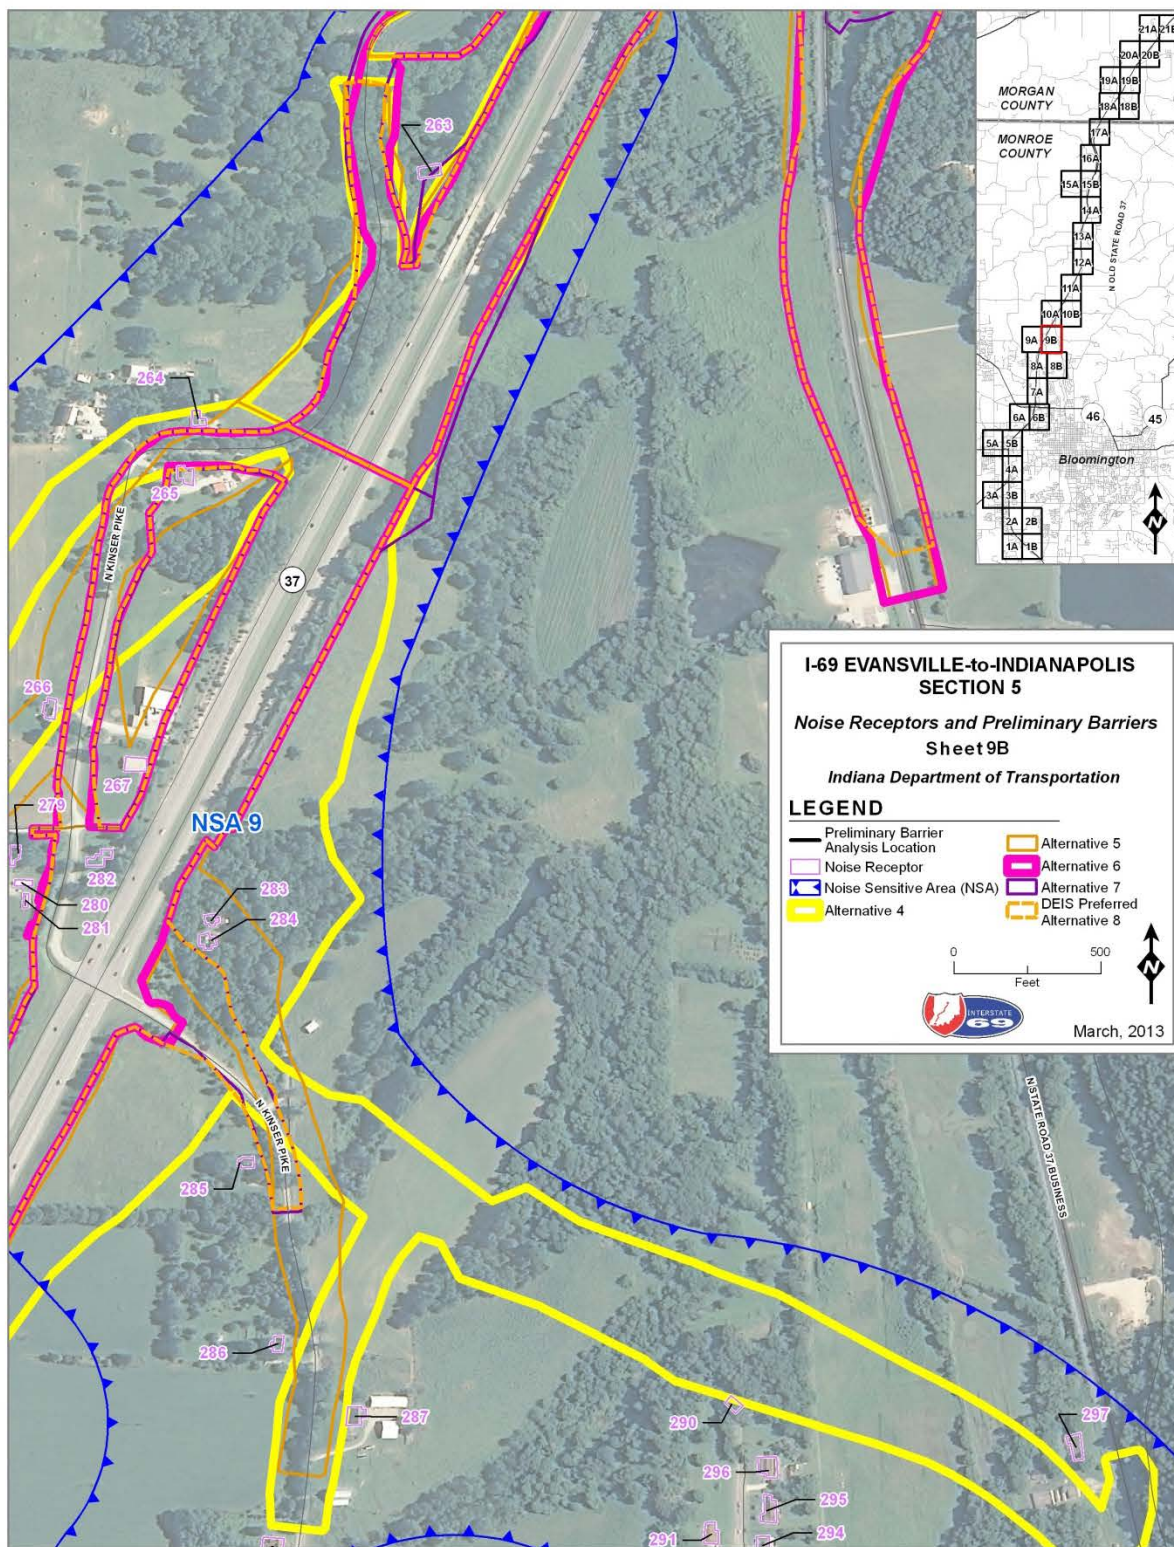 263
264
265
N KINSER PIKE
37
266
267
279
NSA 9
282
280
281
283
284
N KINSER PIKE
285
286
287
290
296
295
291
294
297
N STATE ROAD 37 BUSINESS
21A 21B
20A 20B
19A 19B
MORGAN
COUNTY
18A 18B
17A
MONROE
COUNTY
16A
15A 15B
14A
N OLD STATE ROAD 37
13A
12A
11A
10A 10B
9A 9B
8A 8B
7A
6A 6B
46
45
5A 5B
Bloomington
4A
3A 3B
2A 2B
1A 1B
N
I-69 EVANSVILLE-to-INDIANAPOLIS
SECTION 5
Noise Receptors and Preliminary Barriers
Sheet 9B
Indiana Department of Transportation
LEGEND
Preliminary Barrier
Analysis Location
Noise Receptor
Noise Sensitive Area (NSA)
Alternative 4
Alternative 5
Alternative 6
Alternative 7
DEIS Preferred
Alternative 8
0 500
Feet
N
INTERSTATE
69
March, 2013